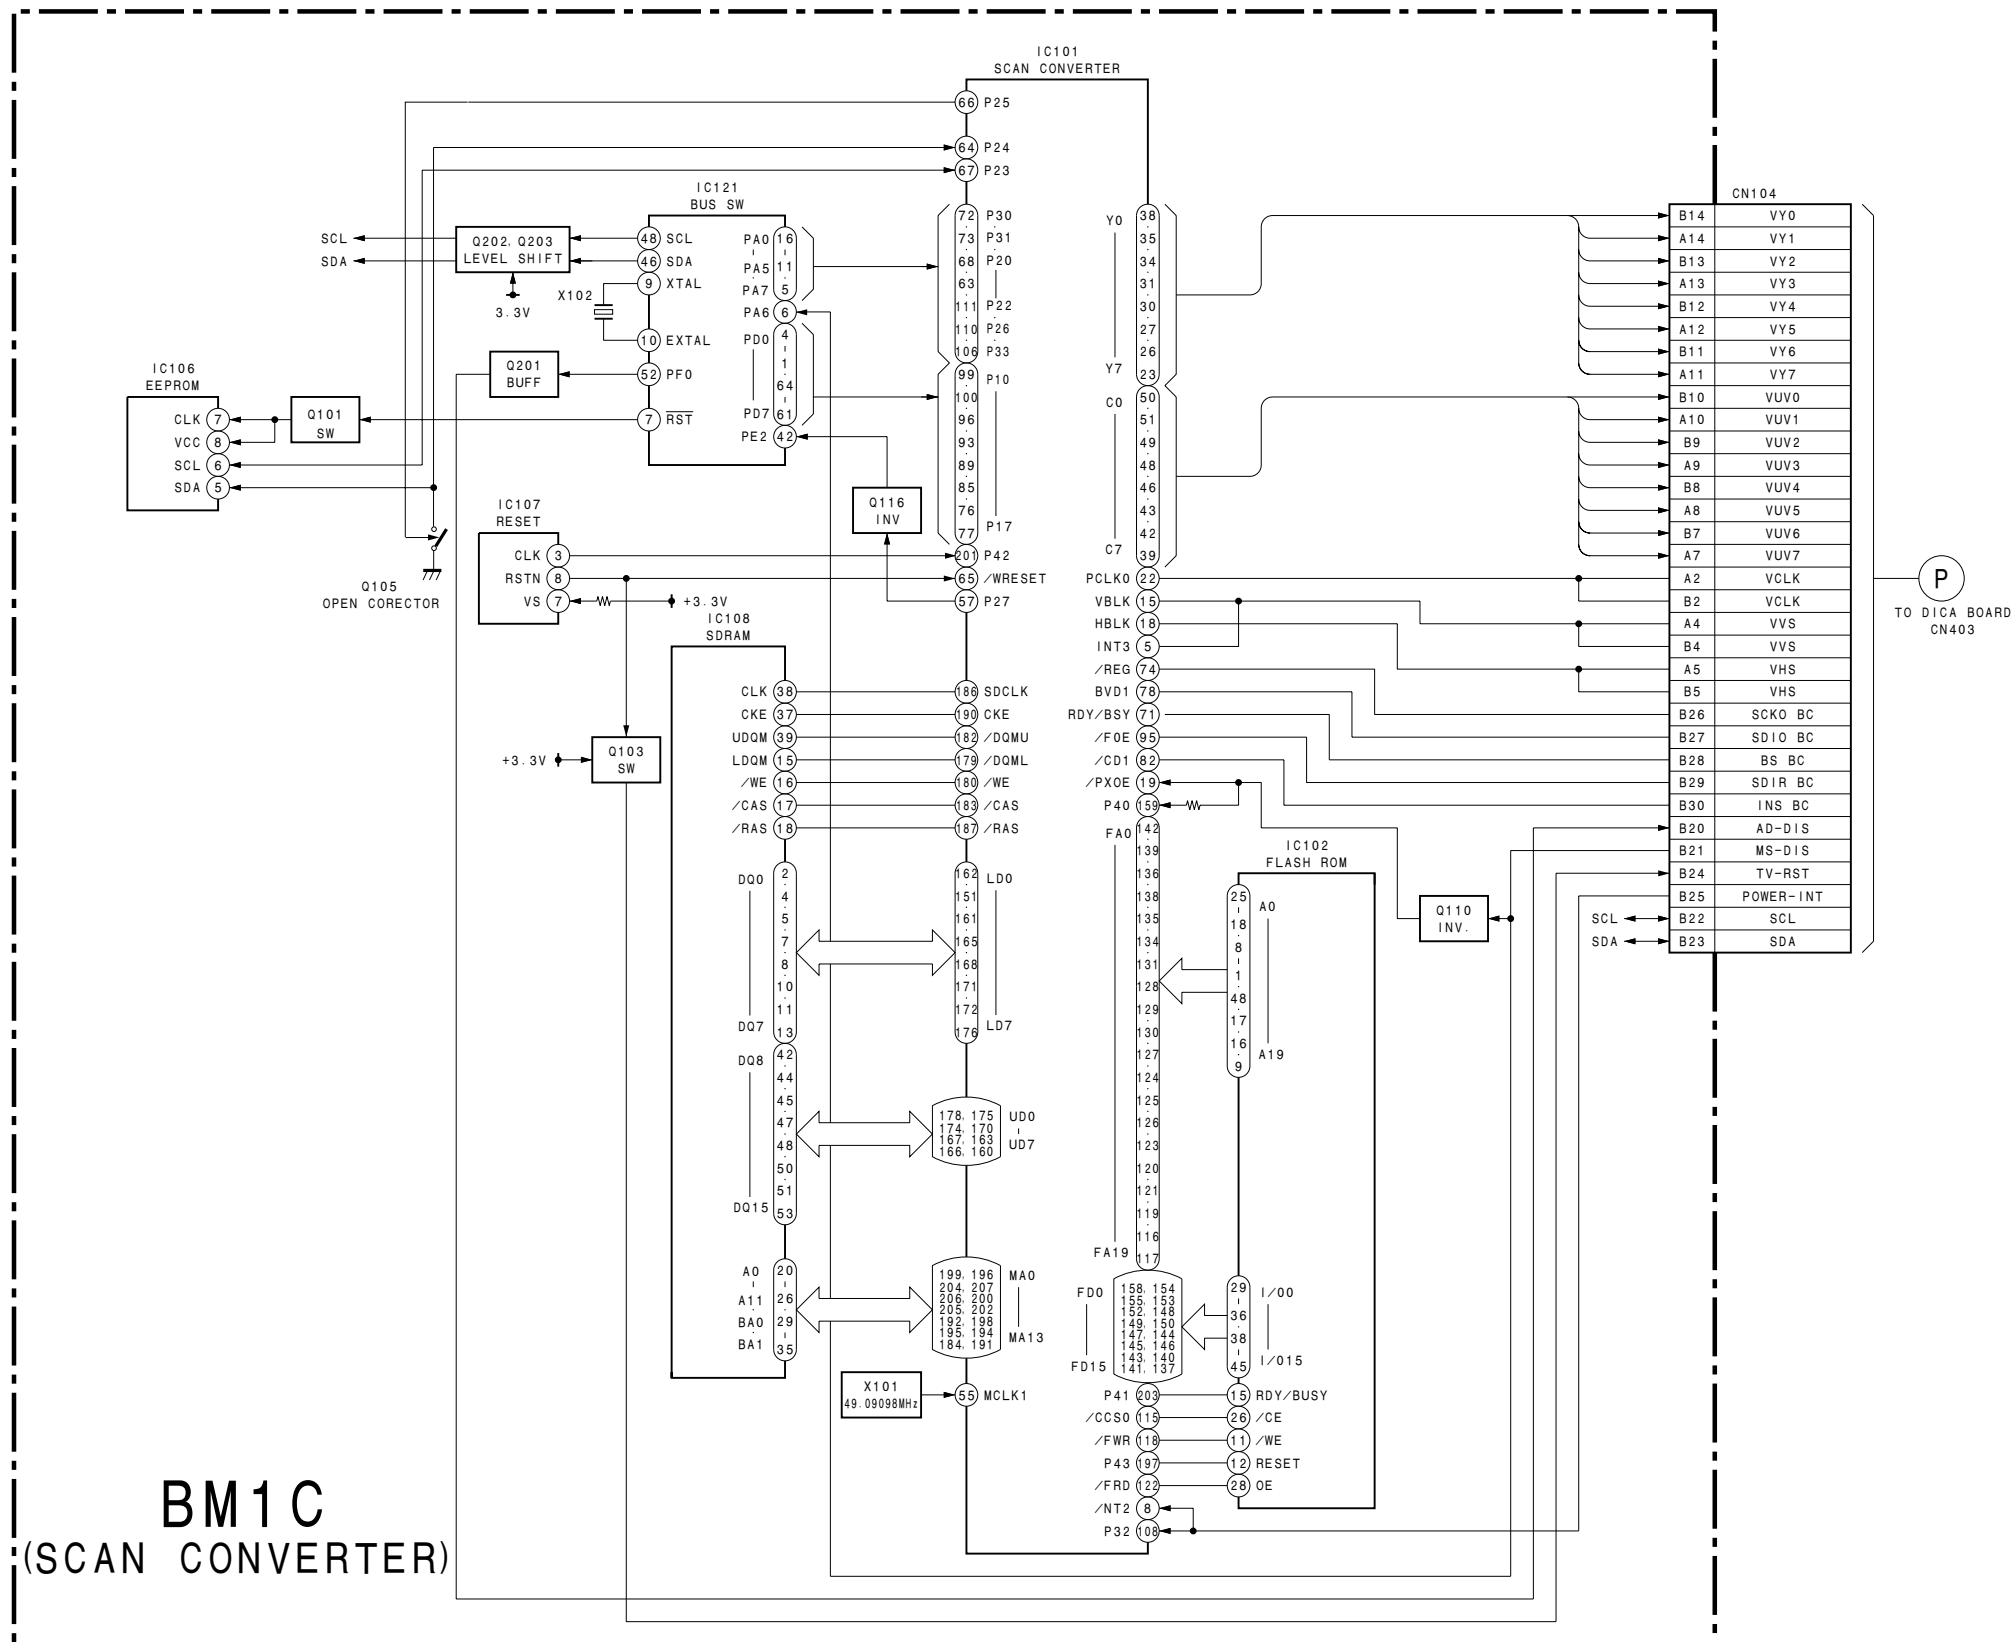 IC101
SCAN CONVERTER
66 P25
64 P24
67 P23
IC121
BUS SW
48 SCL
46 SDA
9 XTAL
10 EXTAL
52 PF0
7 RST
PA0 16
PA5 11
PA7 5
PA6 6
PD0 4
1
64
PD7 61
PE2 42
SCL
SDA
Q202, Q203
LEVEL SHIFT
3.3V
X102
Q201
BUFF
IC106
EEPROM
CLK 7
VCC 8
SCL 6
SDA 5
Q101
SW
Q105
OPEN CORECTOR
IC107
RESET
CLK 3
RSTN 8
VS 7
+3.3V
Q116
INV
72 P30
73 P31
68 P20
63
111 P22
110 P26
106 P33
99 P10
100
96
93
89
85
76
77 P17
201 P42
65 /WRESET
57 P27
IC108
SDRAM
CLK 38
CKE 37
UDQM 39
LDQM 15
/WE 16
/CAS 17
/RAS 18
186 SDCLK
190 CKE
182 /DQMU
179 /DQML
180 /WE
183 /CAS
187 /RAS
+3.3V
Q103
SW
DQ0 2
4
5
7
8
10
11
DQ7 13
DQ8 42
44
45
47
48
50
51
DQ15 53
A0 20
A11 26
BA0 29
BA1 35
162 LD0
151
161
165
168
171
172
176 LD7
178, 175 UD0
174, 170
167, 163
166, 160 UD7
199, 196 MA0
204, 207
206, 200
205, 202
192, 198
195, 194 MA13
184, 191
X101
49.09098MHz
55 MCLK1
Y0 38
35
34
31
30
27
26
Y7 23
C0 50
51
49
48
46
43
42
C7 39
PCLK0 22
VBLK 15
HBLK 18
INT3 5
/REG 74
BVD1 78
RDY/BSY 71
/FOE 95
/CD1 82
/PXOE 19
P40 159
FA0 142
139
136
138
135
134
131
128
129
130
127
124
125
126
123
120
121
119
116
FA19 117
FD0 158, 154
155, 153
152, 148
149, 150
147, 144
145, 146
143, 140
FD15 141, 137
P41 203
/CCS0 115
/FWR 118
P43 197
/FRD 122
/NT2 8
P32 108
IC102
FLASH ROM
25 A0
18
8
1
48
17
16 A19
9
29 I/O0
36
38
45 I/O15
15 RDY/BUSY
26 /CE
11 /WE
12 RESET
28 OE
Q110
INV.
CN104
B14 VY0
A14 VY1
B13 VY2
A13 VY3
B12 VY4
A12 VY5
B11 VY6
A11 VY7
B10 VUV0
A10 VUV1
B9 VUV2
A9 VUV3
B8 VUV4
A8 VUV5
B7 VUV6
A7 VUV7
A2 VCLK
B2 VCLK
A4 VVS
B4 VVS
A5 VHS
B5 VHS
B26 SCKO BC
B27 SDIO BC
B28 BS BC
B29 SDIR BC
B30 INS BC
B20 AD-DIS
B21 MS-DIS
B24 TV-RST
B25 POWER-INT
SCL B22 SCL
SDA B23 SDA
P
TO DICA BOARD
CN403
BM1C
(SCAN CONVERTER)